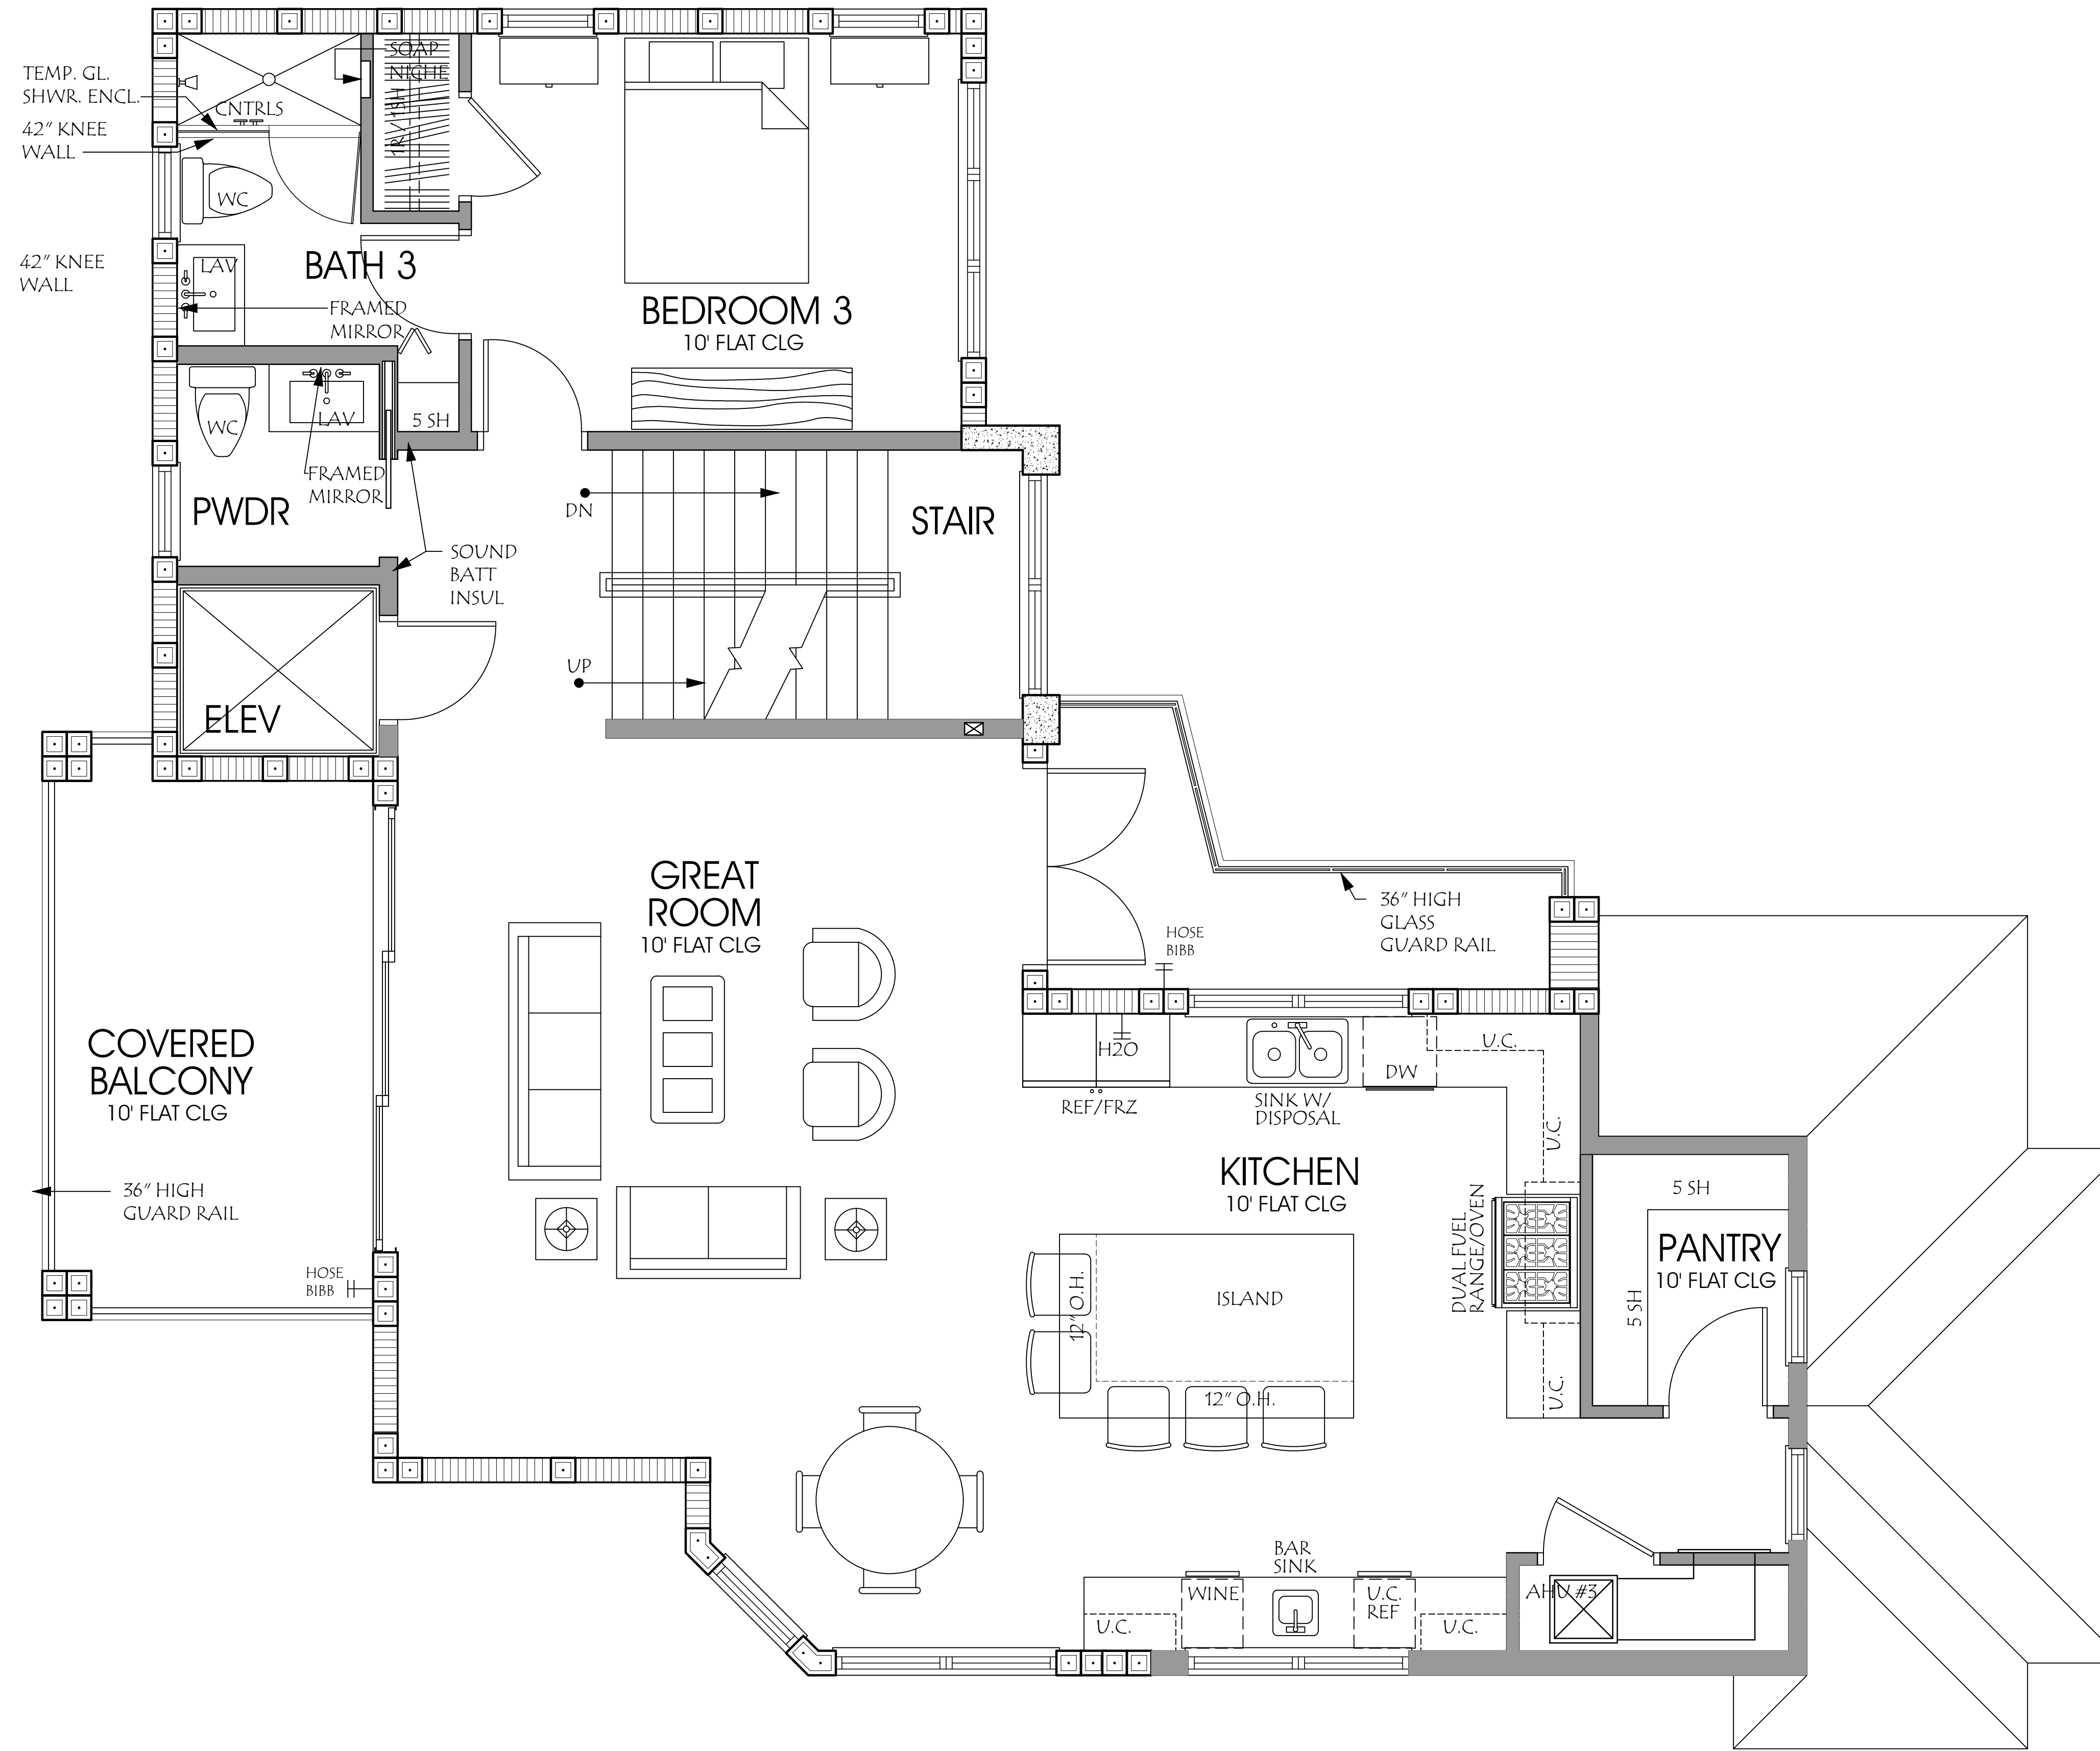 SOAP
NICHE
TEMP. GL.
SHWR. ENCL.
CNTRLS
1R / 1SH
42" KNEE
WALL
WC
42" KNEE
WALL
LAV
BATH 3
FRAMED
MIRROR
BEDROOM 3
10' FLAT CLG
WC
LAV
5 SH
FRAMED
MIRROR
PWDR
DN
STAIR
SOUND
BATT
INSUL
UP
ELEV
GREAT
ROOM
10' FLAT CLG
36" HIGH
GLASS
GUARD RAIL
HOSE
BIBB
COVERED
BALCONY
10' FLAT CLG
H2O
DW
U.C.
REF/FRZ
SINK W/
DISPOSAL
U.C.
KITCHEN
10' FLAT CLG
36" HIGH
GUARD RAIL
5 SH
DUAL FUEL
RANGE/OVEN
PANTRY
10' FLAT CLG
HOSE
BIBB
12" O.H.
ISLAND
5 SH
12" O.H.
U.C.
BAR
SINK
WINE
U.C.
REF
AHU #3
U.C.
U.C.